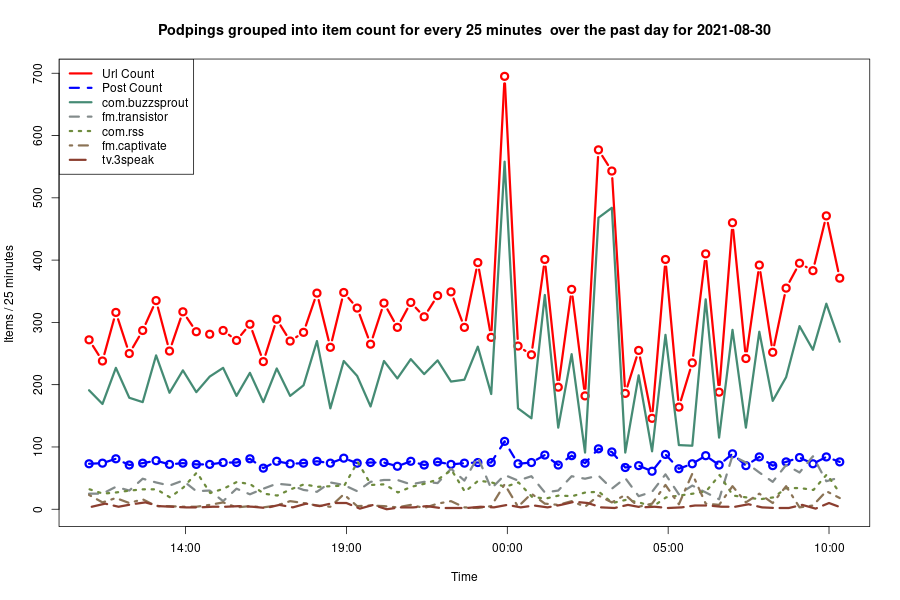 Podpings grouped into item count for every 25 minutes  over the past day for 2021-08-30
Url Count
Post Count
com.buzzsprout
fm.transistor
com.rss
fm.captivate
tv.3speak
700
600
500
400
300
200
100
0
Items / 25 minutes
14:00
19:00
00:00
05:00
10:00
Time